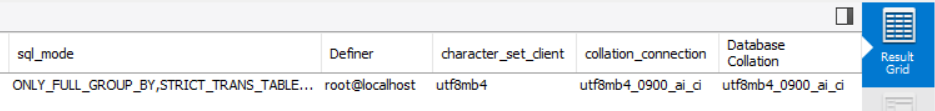 sql_mode Definer character_set_client collation_connection Database
Collation
ONLY_FULL_GROUP_BY,STRICT_TRANS_TABLE... root@localhost utf8mb4 utf8mb4_0900_ai_ci utf8mb4_0900_ai_ci
Result
Grid